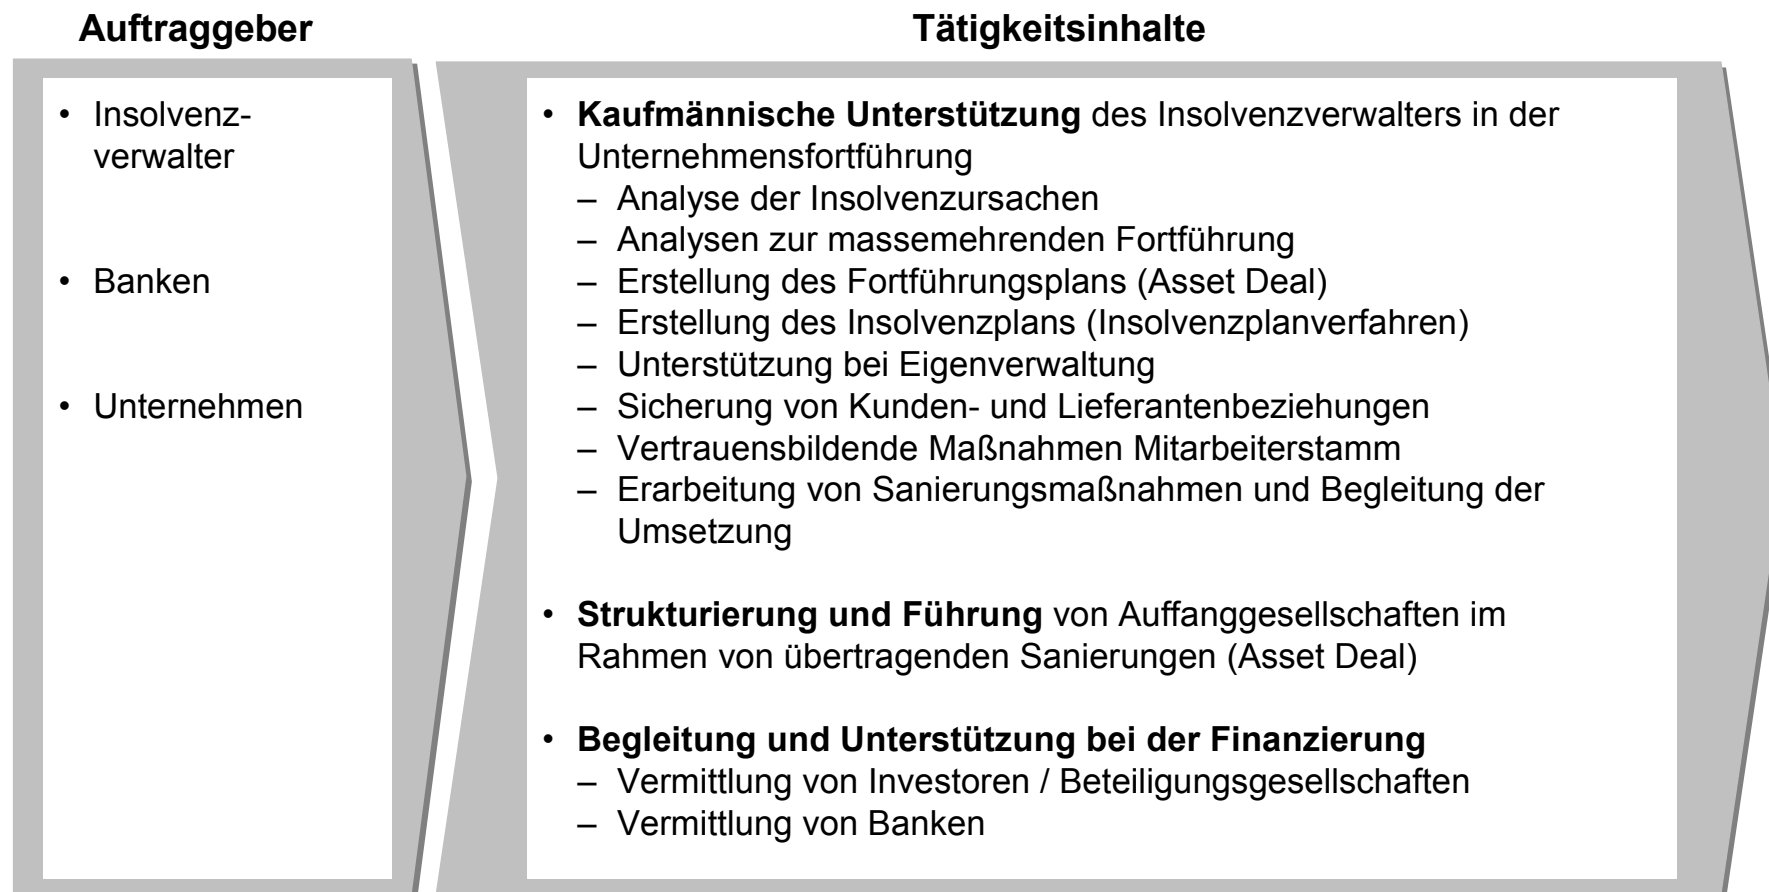 Auftraggeber
Tätigkeitsinhalte
• Insolvenz-
verwalter
• Banken
• Unternehmen
• Kaufmännische Unterstützung des Insolvenzverwalters in der
Unternehmensfortführung
– Analyse der Insolvenzursachen
– Analysen zur massemehrenden Fortführung
– Erstellung des Fortführungsplans (Asset Deal)
– Erstellung des Insolvenzplans (Insolvenzplanverfahren)
– Unterstützung bei Eigenverwaltung
– Sicherung von Kunden- und Lieferantenbeziehungen
– Vertrauensbildende Maßnahmen Mitarbeiterstamm
– Erarbeitung von Sanierungsmaßnahmen und Begleitung der
Umsetzung
• Strukturierung und Führung von Auffanggesellschaften im
Rahmen von übertragenden Sanierungen (Asset Deal)
• Begleitung und Unterstützung bei der Finanzierung
– Vermittlung von Investoren / Beteiligungsgesellschaften
– Vermittlung von Banken